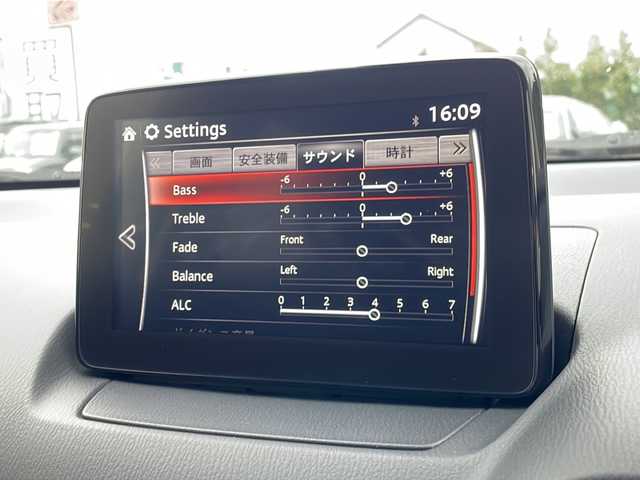 買
取
16:09
Settings
画面 安全装備 サウンド 時計
Bass -6 0 +6
Treble -6 0 +6
Fade Front Rear
Balance Left Right
ALC 0 1 2 3 4 5 6 7